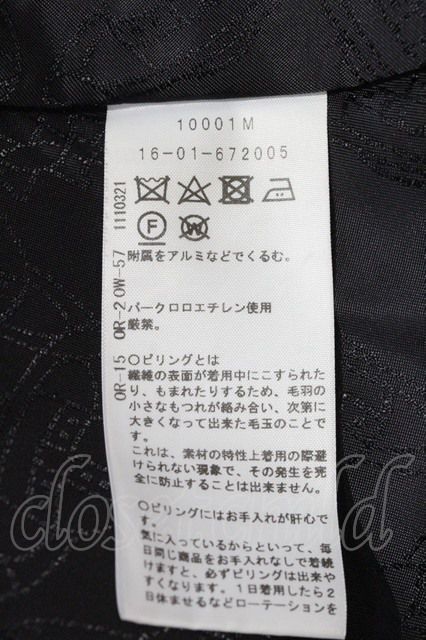 10001M
16-01-672005
F
W
附属をアルミなどでくるむ。
パークロロエチレン使用
厳禁。
〇ピリングとは
繊維の表面が着用中にこすられた
り、もまれたりするため、毛羽の
小さなもつれが絡み合い、次第に
大きくなって出来た毛玉のことで
す。
これは、素材の特性上着用の際避
けられない現象で、その発生を完
全に防止することは出来ません。
〇ピリングにはお手入れが肝心で
す。
気に入っているからといって、毎
日同じ商品をお手入れなしで着続
けますと、必ずピリングは出来や
すくなります。1日着用したら2
日休ませるなどローテーションを
OR-15 OR-2 OW-57 1110321